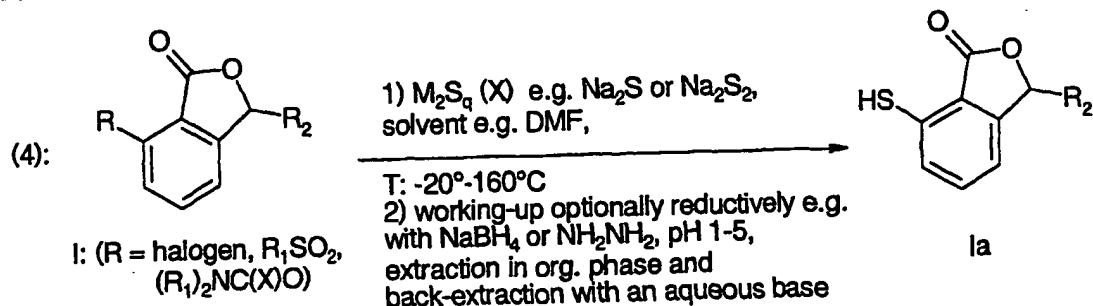 (4):
O
O
R
R₂
1) M₂Sq (X) e.g. Na₂S or Na₂S₂,
solvent e.g. DMF,
T: -20°-160°C
2) working-up optionally reductively e.g.
with NaBH₄ or NH₂NH₂, pH 1-5,
extraction in org. phase and
back-extraction with an aqueous base
O
O
HS
R₂
I: (R = halogen, R₁SO₂,
(R₁)₂NC(X)O)
Ia